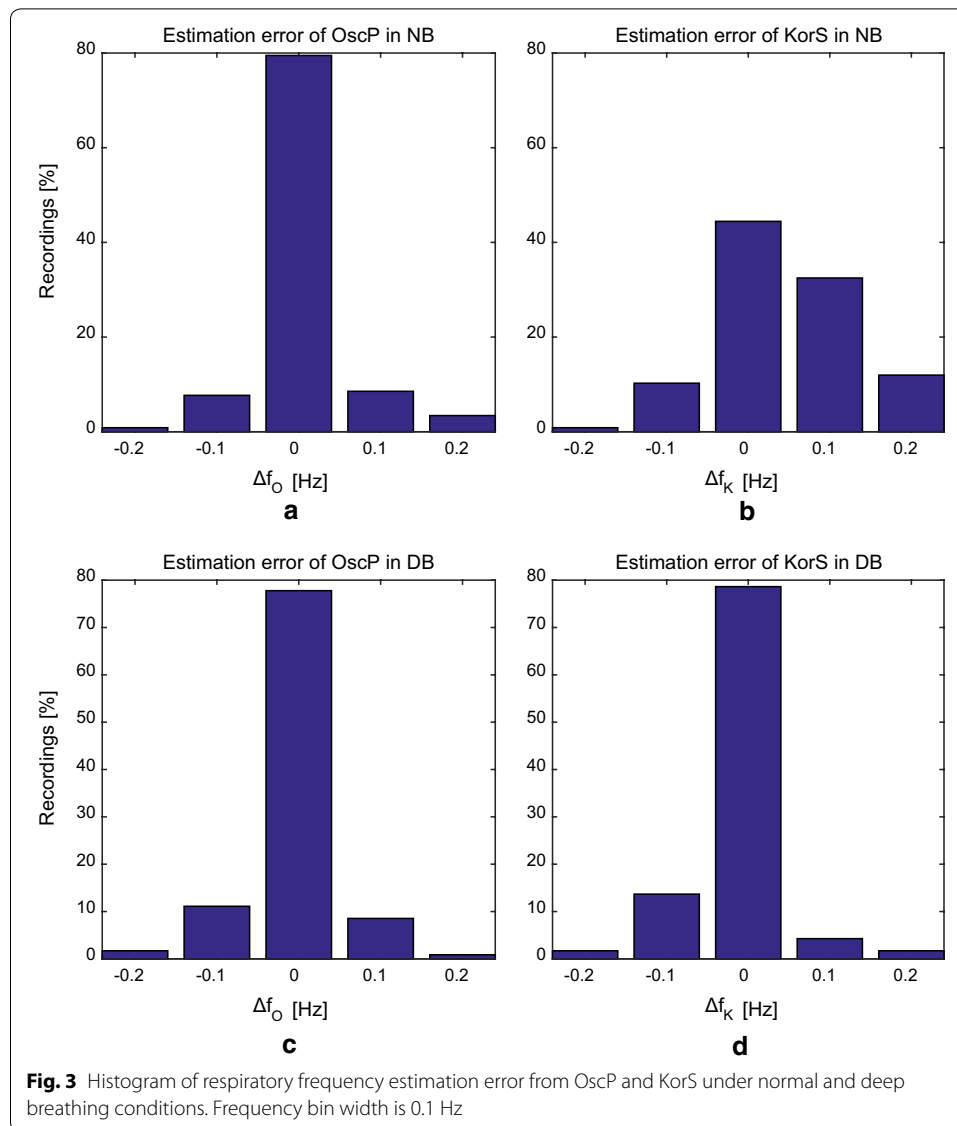 Estimation error of OscP in NB
80
60
40
20
0
Recordings [%]
-0.2 -0.1 0 0.1 0.2
Δf_O [Hz]
a
Estimation error of KorS in NB
80
60
40
20
0
-0.2 -0.1 0 0.1 0.2
Δf_K [Hz]
b
Estimation error of OscP in DB
80
70
60
50
40
30
20
10
0
Recordings [%]
-0.2 -0.1 0 0.1 0.2
Δf_O [Hz]
c
Estimation error of KorS in DB
80
70
60
50
40
30
20
10
0
-0.2 -0.1 0 0.1 0.2
Δf_K [Hz]
d
Fig. 3 Histogram of respiratory frequency estimation error from OscP and KorS under normal and deep
breathing conditions. Frequency bin width is 0.1 Hz